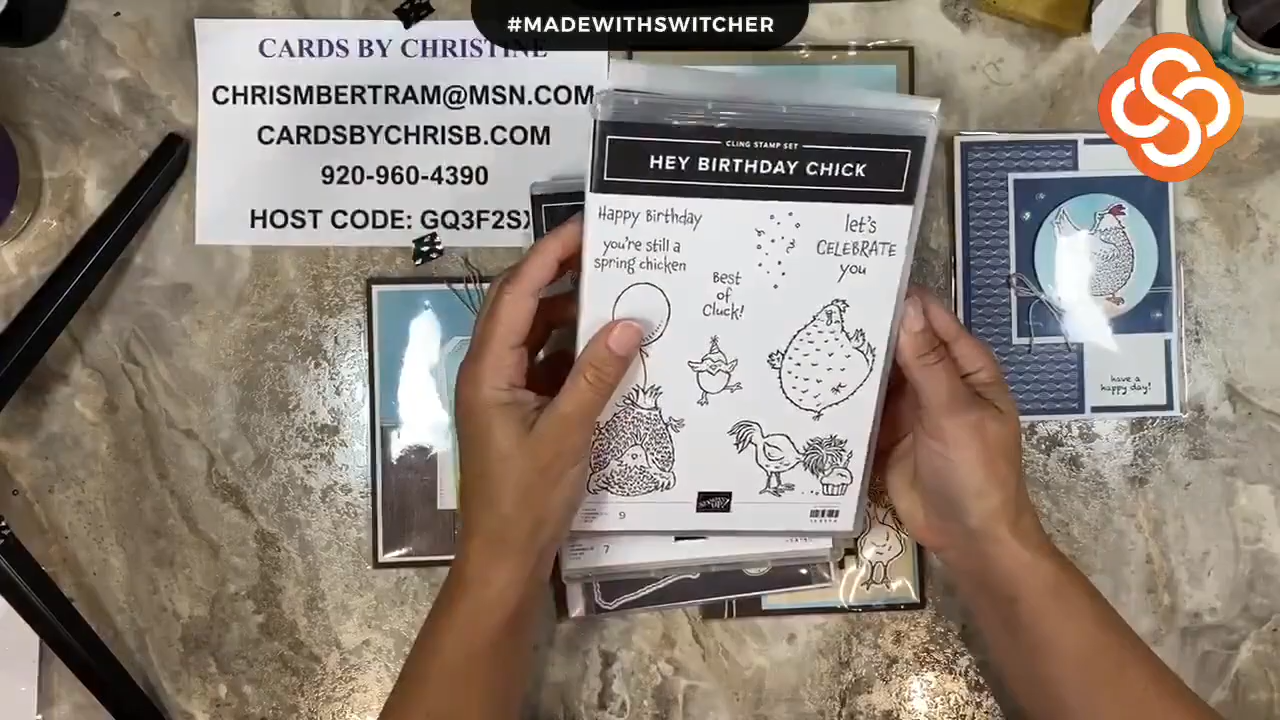 #MADEWITHSWITCHER
CARDS BY CHRISTINE
CHRISMBERTRAM@MSN.COM
CARDSBYCHRISB.COM
920-960-4390
HOST CODE: GQ3F2S
CLING STAMP SET
HEY BIRTHDAY CHICK
Happy Birthday
you're still a
spring chicken
let's
CELEBRATE
you
Best
of
Cluck!
9
7
have a
happy day!